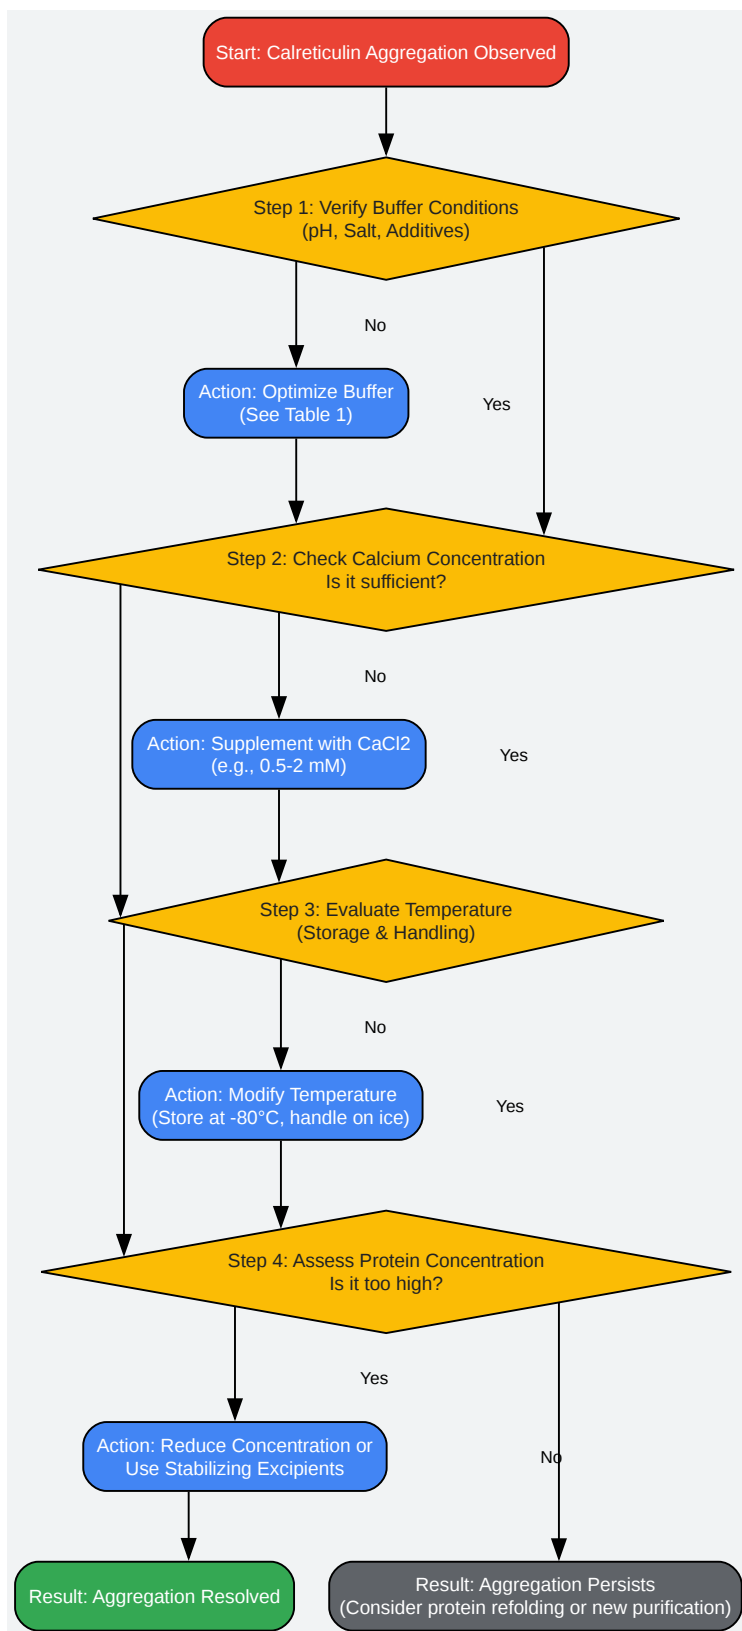 Start: Calreticulin Aggregation Observed
Step 1: Verify Buffer Conditions
(pH, Salt, Additives)
No
Action: Optimize Buffer
(See Table 1)
Yes
Step 2: Check Calcium Concentration
Is it sufficient?
No
Action: Supplement with CaCl2
(e.g., 0.5-2 mM)
Yes
Step 3: Evaluate Temperature
(Storage & Handling)
No
Action: Modify Temperature
(Store at -80°C, handle on ice)
Yes
Step 4: Assess Protein Concentration
Is it too high?
Yes
Action: Reduce Concentration or
Use Stabilizing Excipients
No
Result: Aggregation Resolved
Result: Aggregation Persists
(Consider protein refolding or new purification)